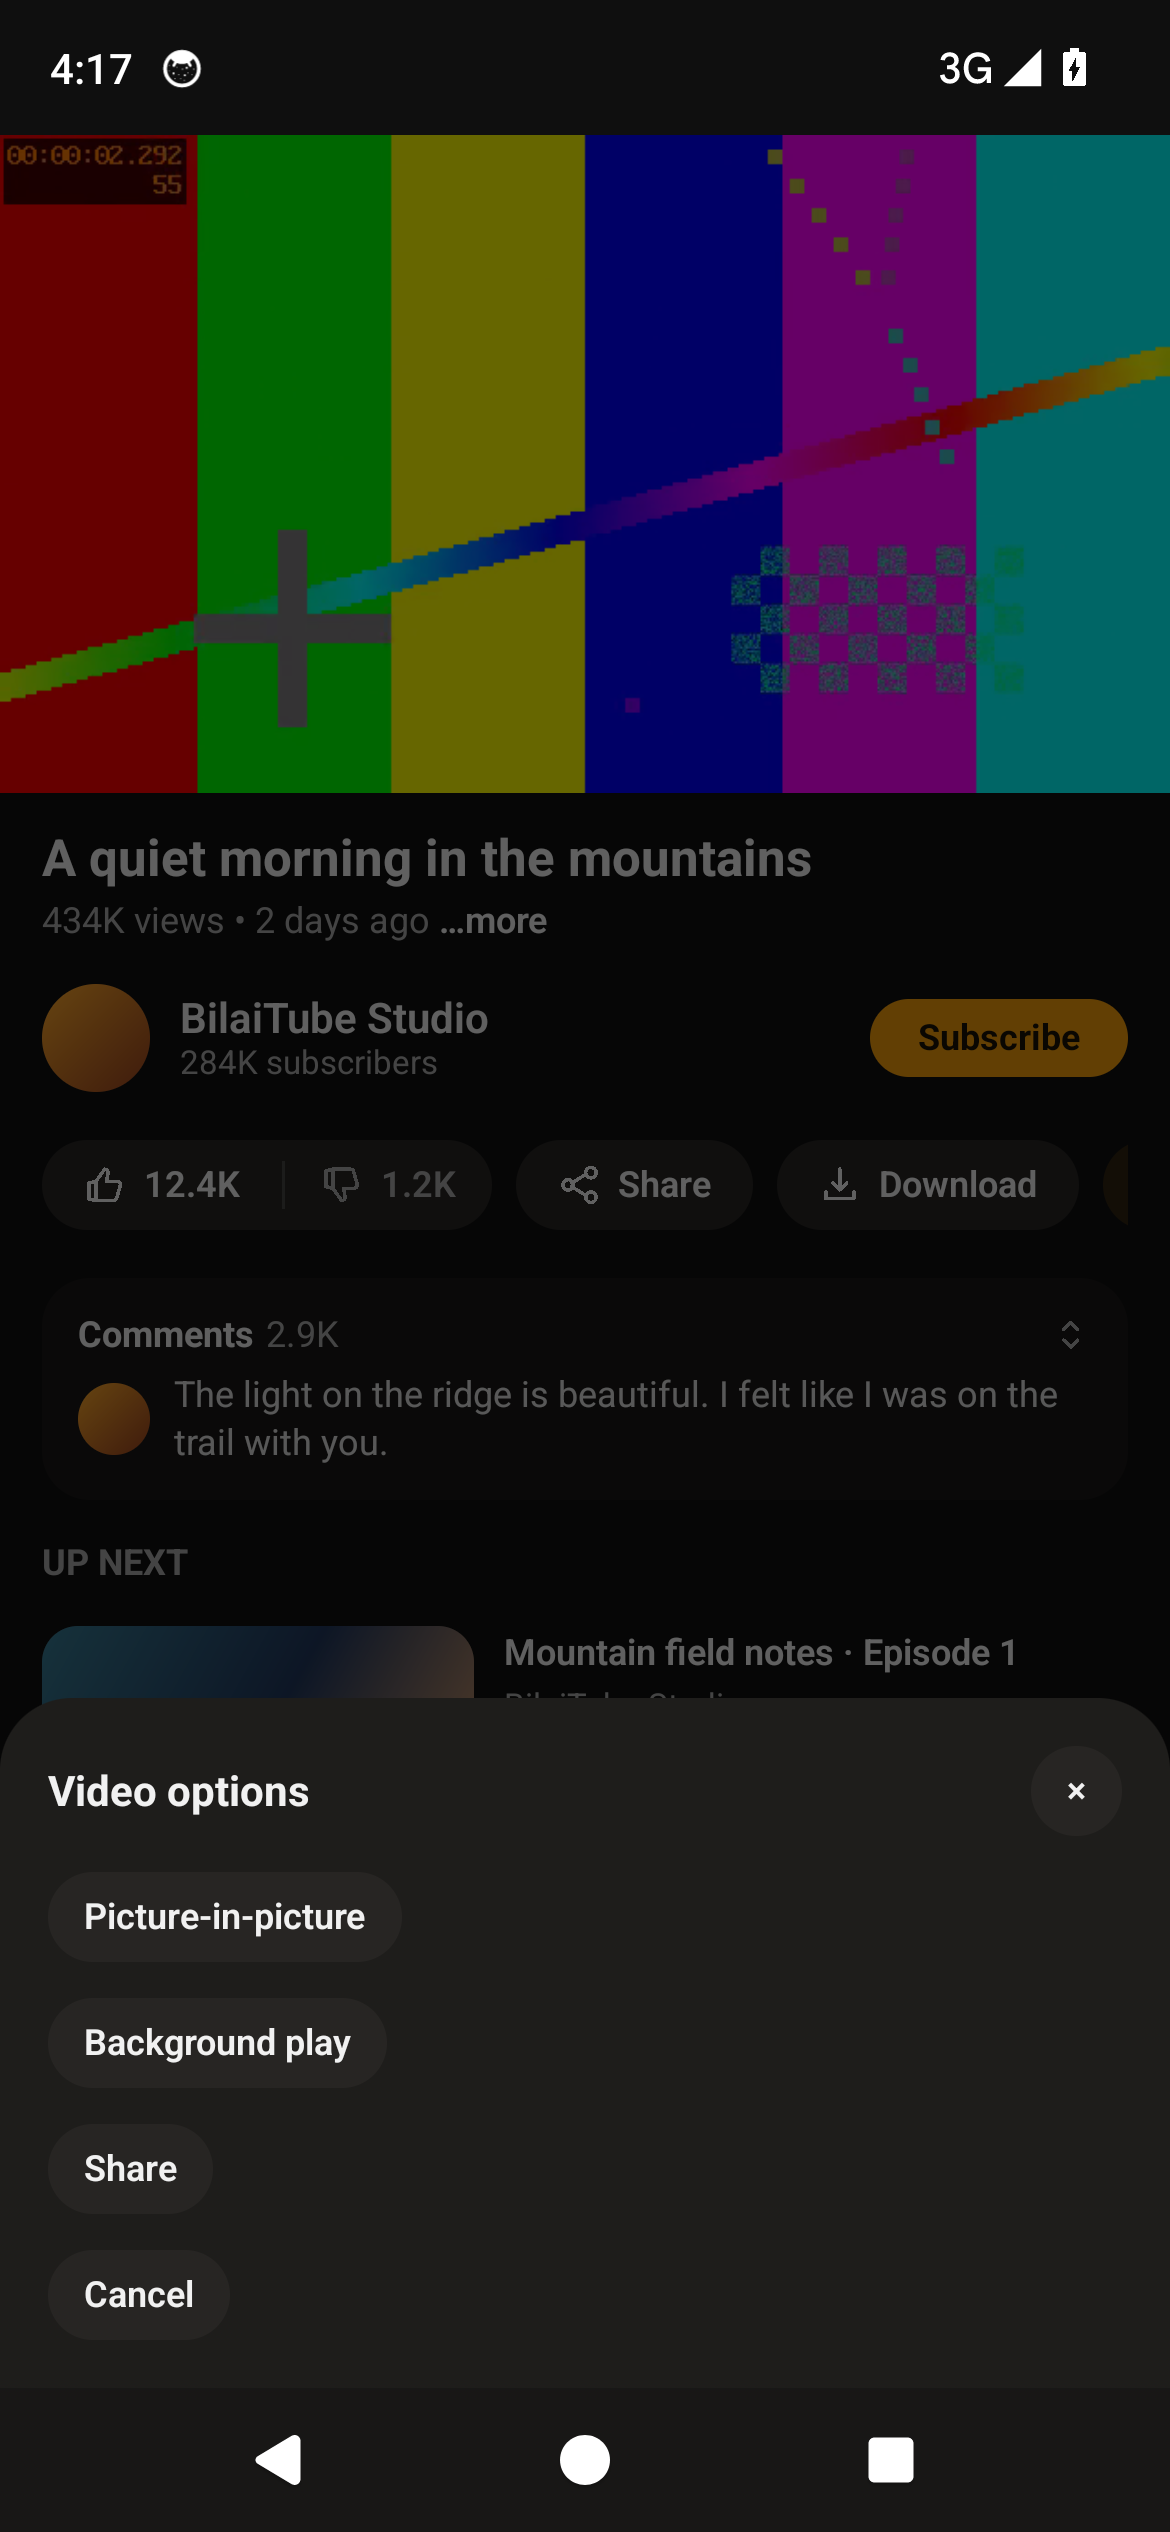 4:17
3G
00:00:02.292
55
A quiet morning in the mountains
434K views • 2 days ago …more
BilaiTube Studio
284K subscribers
Subscribe
12.4K
1.2K
Share
Download
Comments 2.9K
The light on the ridge is beautiful. I felt like I was on the
trail with you.
UP NEXT
Mountain field notes · Episode 1
BilaiTube Studio
Video options
×
Picture-in-picture
Background play
Share
Cancel